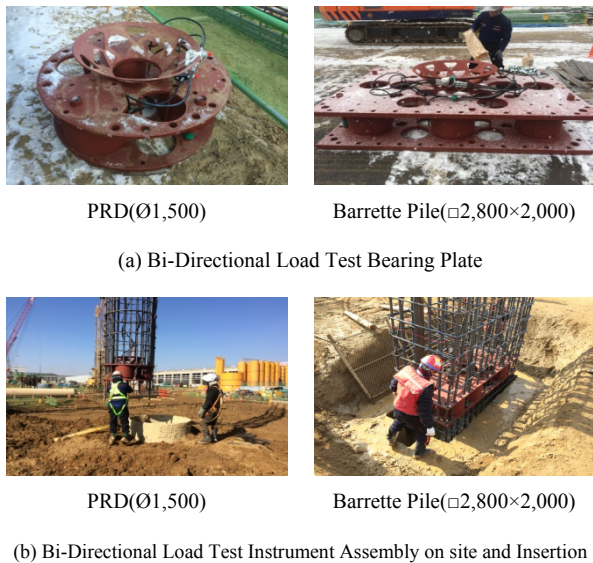 PRD(Ø1,500)
Barrette Pile(□2,800×2,000)
(a) Bi-Directional Load Test Bearing Plate
PRD(Ø1,500)
Barrette Pile(□2,800×2,000)
(b) Bi-Directional Load Test Instrument Assembly on site and Insertion